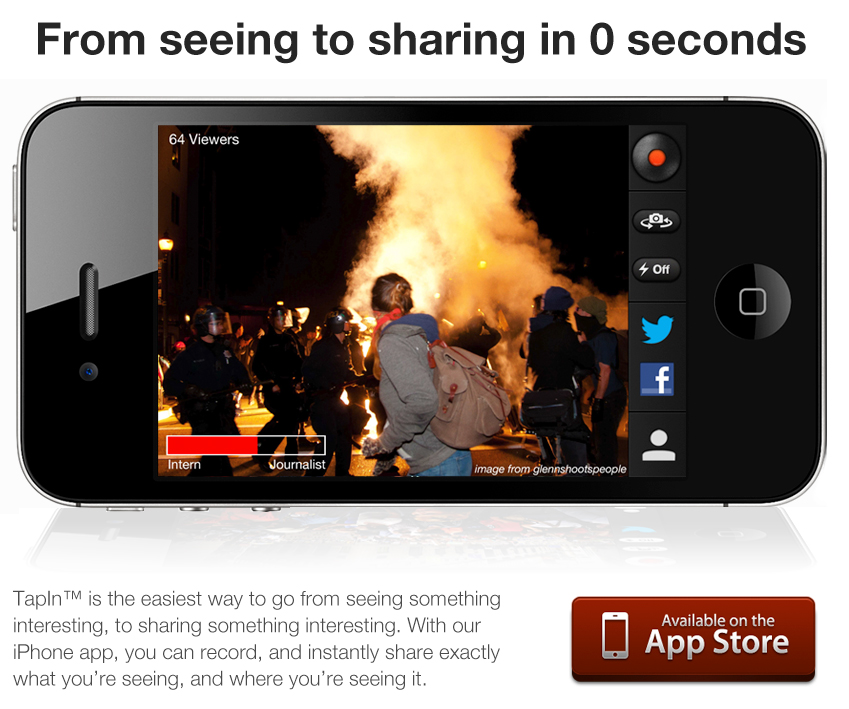 From seeing to sharing in 0 seconds
64 Viewers
Off
f
Intern Journalist
image from glennshootspeople
TapIn™ is the easiest way to go from seeing something
interesting, to sharing something interesting. With our
iPhone app, you can record, and instantly share exactly
what you’re seeing, and where you’re seeing it.
Available on the
App Store